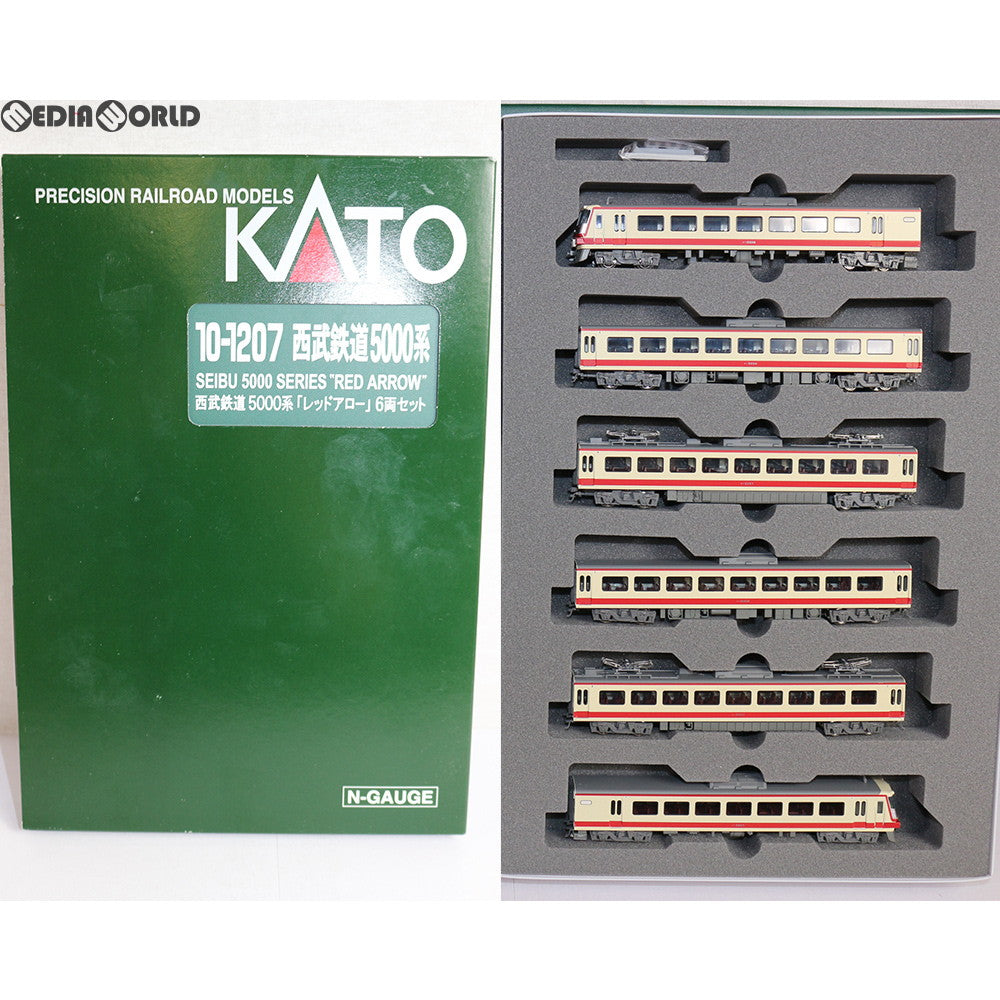 MEDIAWORLD
PRECISION RAILROAD MODELS
KATO
10-1207 西武鉄道5000系
SEIBU 5000 SERIES "RED ARROW"
西武鉄道5000系「レッドアロー」6両セット
N-GAUGE